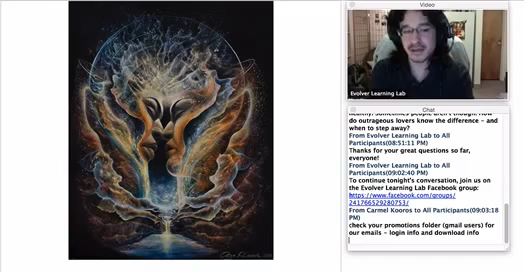 Video
Evolver Learning Lab
Chat
healthy. Sometimes people aren't though. How
do outrageous lovers know the difference - and
when to step away?
From Evolver Learning Lab to All
Participants(08:51:11 PM)
Thanks for your great questions so far,
everyone!
From Evolver Learning Lab to All
Participants(09:02:40 PM)
To continue tonight's conversation, join us on
the Evolver Learning Lab Facebook group:
https://www.facebook.com/groups/
241766529280753/
From Carmel Kooros to All Participants(09:03:18
PM)
check your promotions folder (gmail users) for
our emails - login info and download info